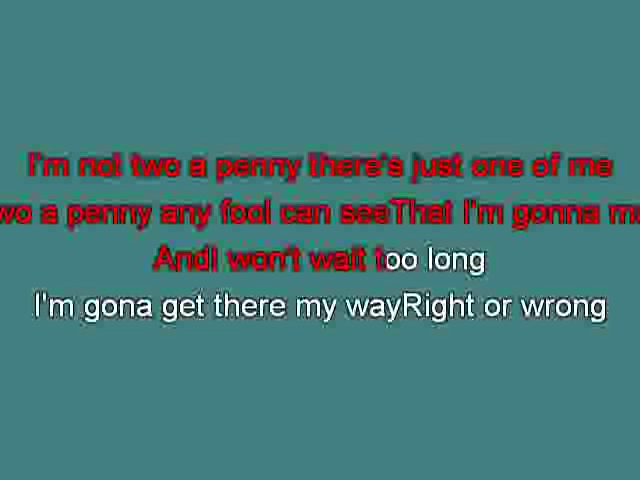 I'm not two a penny there's just one of me
wo a penny any fool can seeThat I'm gonna m
AndI won't wait too long
I'm gona get there my wayRight or wrong